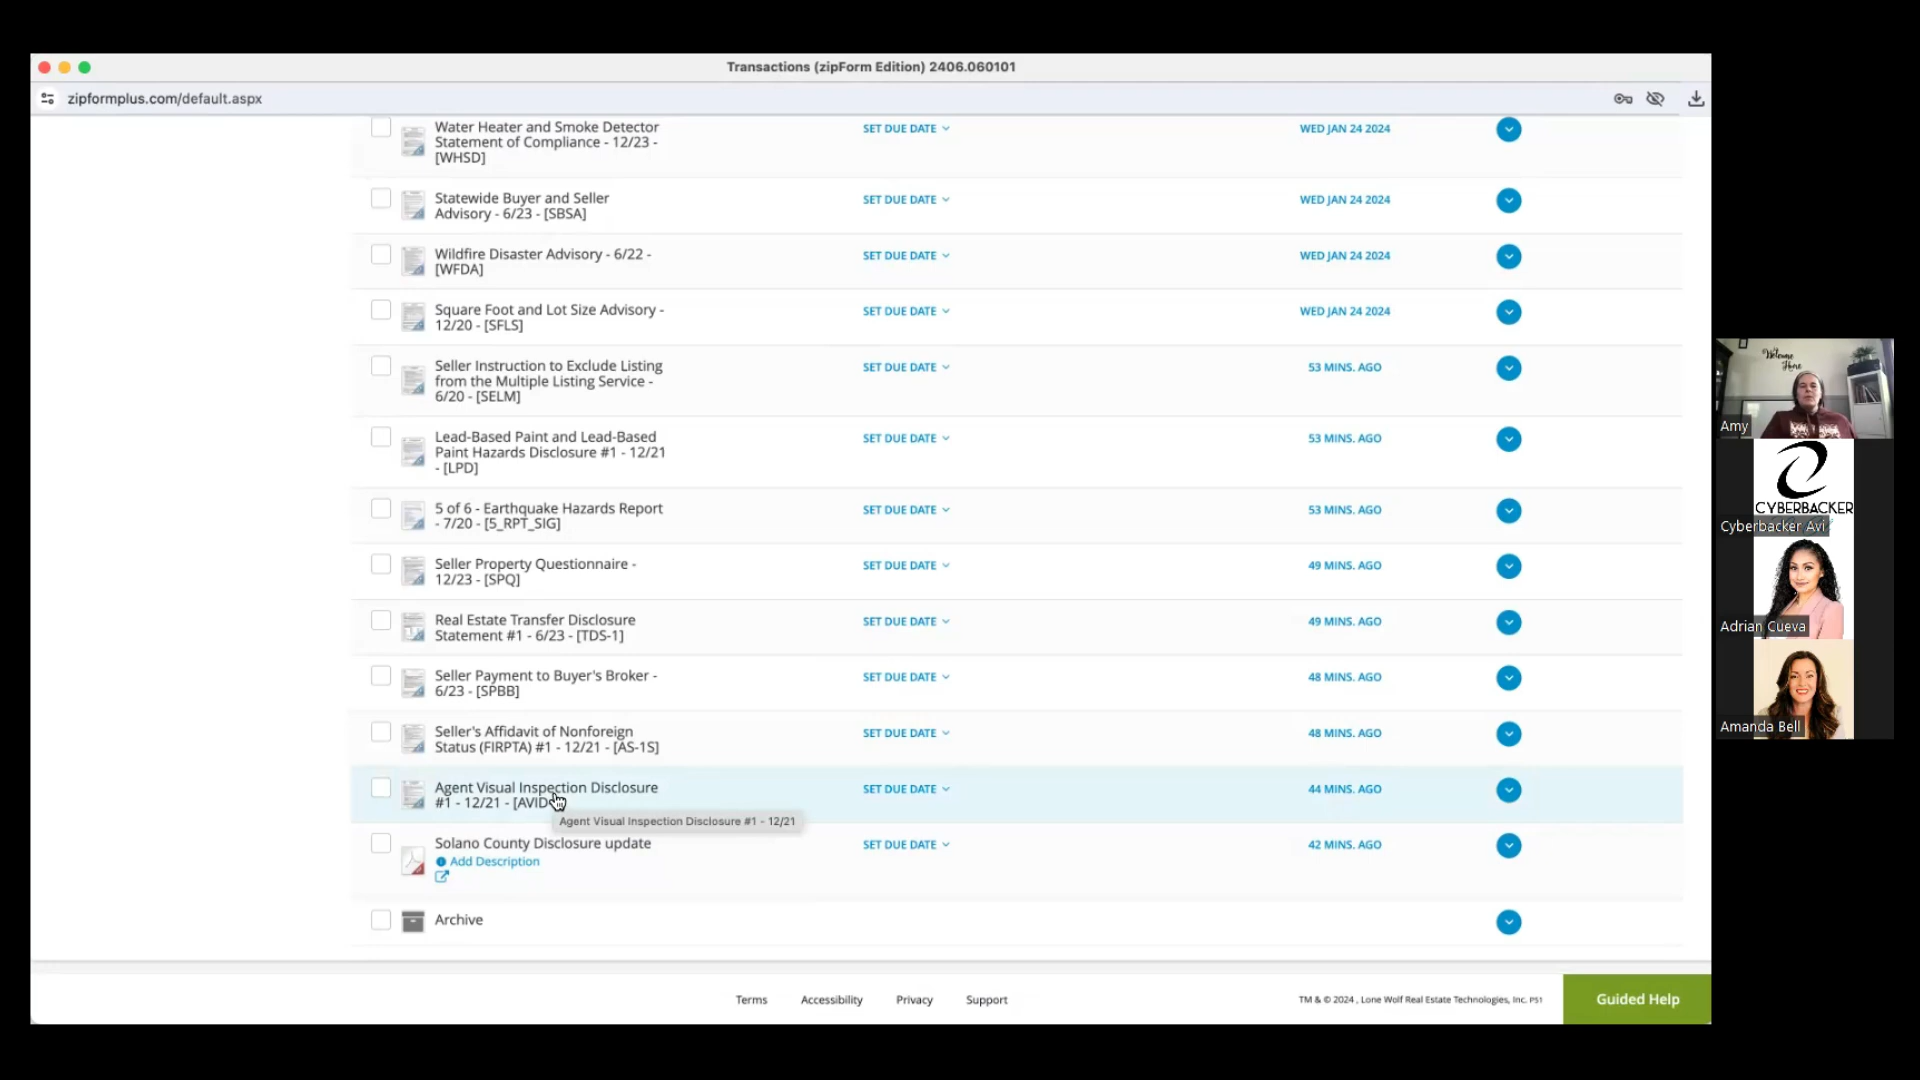 Transactions (zipForm Edition) 2406.060101
zipformplus.com/default.aspx
Water Heater and Smoke Detector
Statement of Compliance - 12/23 -
[WHSD]
SET DUE DATE
WED JAN 24 2024
Statewide Buyer and Seller
Advisory - 6/23 - [SBSA]
SET DUE DATE
WED JAN 24 2024
Wildfire Disaster Advisory - 6/22 -
[WFDA]
SET DUE DATE
WED JAN 24 2024
Square Foot and Lot Size Advisory -
12/20 - [SFLS]
SET DUE DATE
WED JAN 24 2024
Seller Instruction to Exclude Listing
from the Multiple Listing Service -
6/20 - [SELM]
SET DUE DATE
53 MINS. AGO
Lead-Based Paint and Lead-Based
Paint Hazards Disclosure #1 - 12/21
- [LPD]
SET DUE DATE
53 MINS. AGO
5 of 6 - Earthquake Hazards Report
- 7/20 - [5_RPT_SIG]
SET DUE DATE
53 MINS. AGO
Seller Property Questionnaire -
12/23 - [SPQ]
SET DUE DATE
49 MINS. AGO
Real Estate Transfer Disclosure
Statement #1 - 6/23 - [TDS-1]
SET DUE DATE
49 MINS. AGO
Seller Payment to Buyer's Broker -
6/23 - [SPBB]
SET DUE DATE
48 MINS. AGO
Seller's Affidavit of Nonforeign
Status (FIRPTA) #1 - 12/21 - [AS-1S]
SET DUE DATE
48 MINS. AGO
Agent Visual Inspection Disclosure
#1 - 12/21 - [AVID
SET DUE DATE
44 MINS. AGO
Agent Visual Inspection Disclosure #1 - 12/21
Solano County Disclosure update
Add Description
SET DUE DATE
42 MINS. AGO
Archive
Terms
Accessibility
Privacy
Support
TM & © 2024 , Lone Wolf Real Estate Technologies, Inc. PS1
Guided Help
Welcome
Home
Amy
CYBERBACKER
Cyberbacker Avi
Adrian Cueva
Amanda Bell